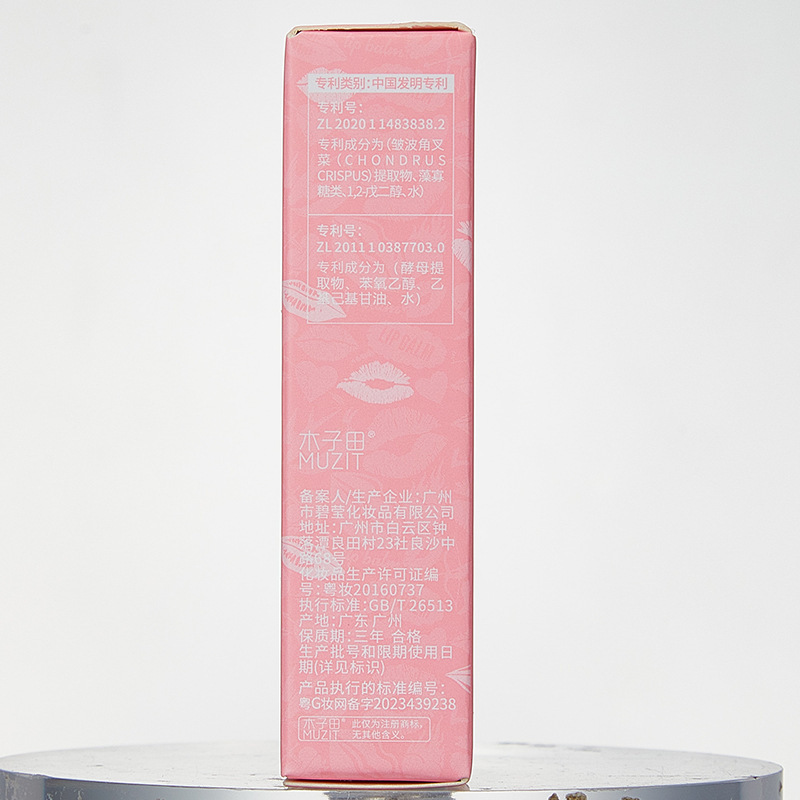 专利类别：中国发明专利
专利号：
ZL 2020 1 1483838.2
专利成分为（皱波角叉
菜（CHONDRUS
CRISPUS）提取物、藻寡
糖类、1,2-戊二醇、水）
专利号：
ZL 2011 1 0387703.0
专利成分为（酵母提
取物、苯氧乙醇、乙
基己基甘油、水）
LIP BALM
木子田®
MUZIT
备案人/生产企业：广州
市碧莹化妆品有限公司
地址：广州市白云区钟
落潭良田村23社良沙中
路68号
化妆品生产许可证编
号：粤妆20160737
执行标准：GB/T 26513
产地：广东 广州
保质期：三年 合格
生产批号和限期使用日
期(详见标识)
产品执行的标准编号：
粤G妆网备字2023439238
木子田® 此仅为注册商标，
MUZIT 无其他含义。